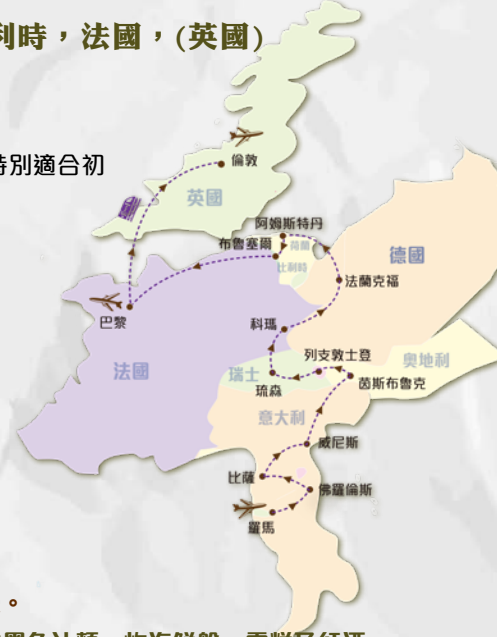 利時，法國，(英國)
特別適合初
倫敦
英國
阿姆斯特丹
荷蘭
布魯塞爾
比利時
德國
法蘭克福
巴黎
科瑪
列支敦士登
奧地利
法國
瑞士
茵斯布魯克
琉森
意大利
威尼斯
比薩
佛羅倫斯
羅馬
。